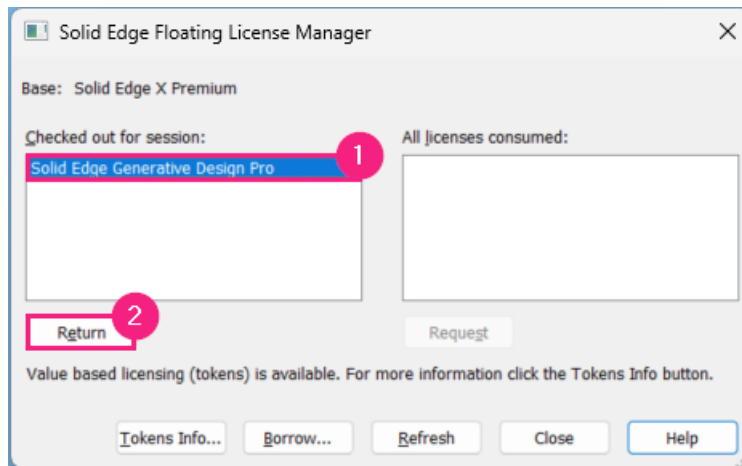 Solid Edge Floating License Manager
Base: Solid Edge X Premium
Checked out for session:
All licenses consumed:
1
Solid Edge Generative Design Pro
2
Return
Request
Value based licensing (tokens) is available. For more information click the Tokens Info button.
Tokens Info...
Borrow...
Refresh
Close
Help